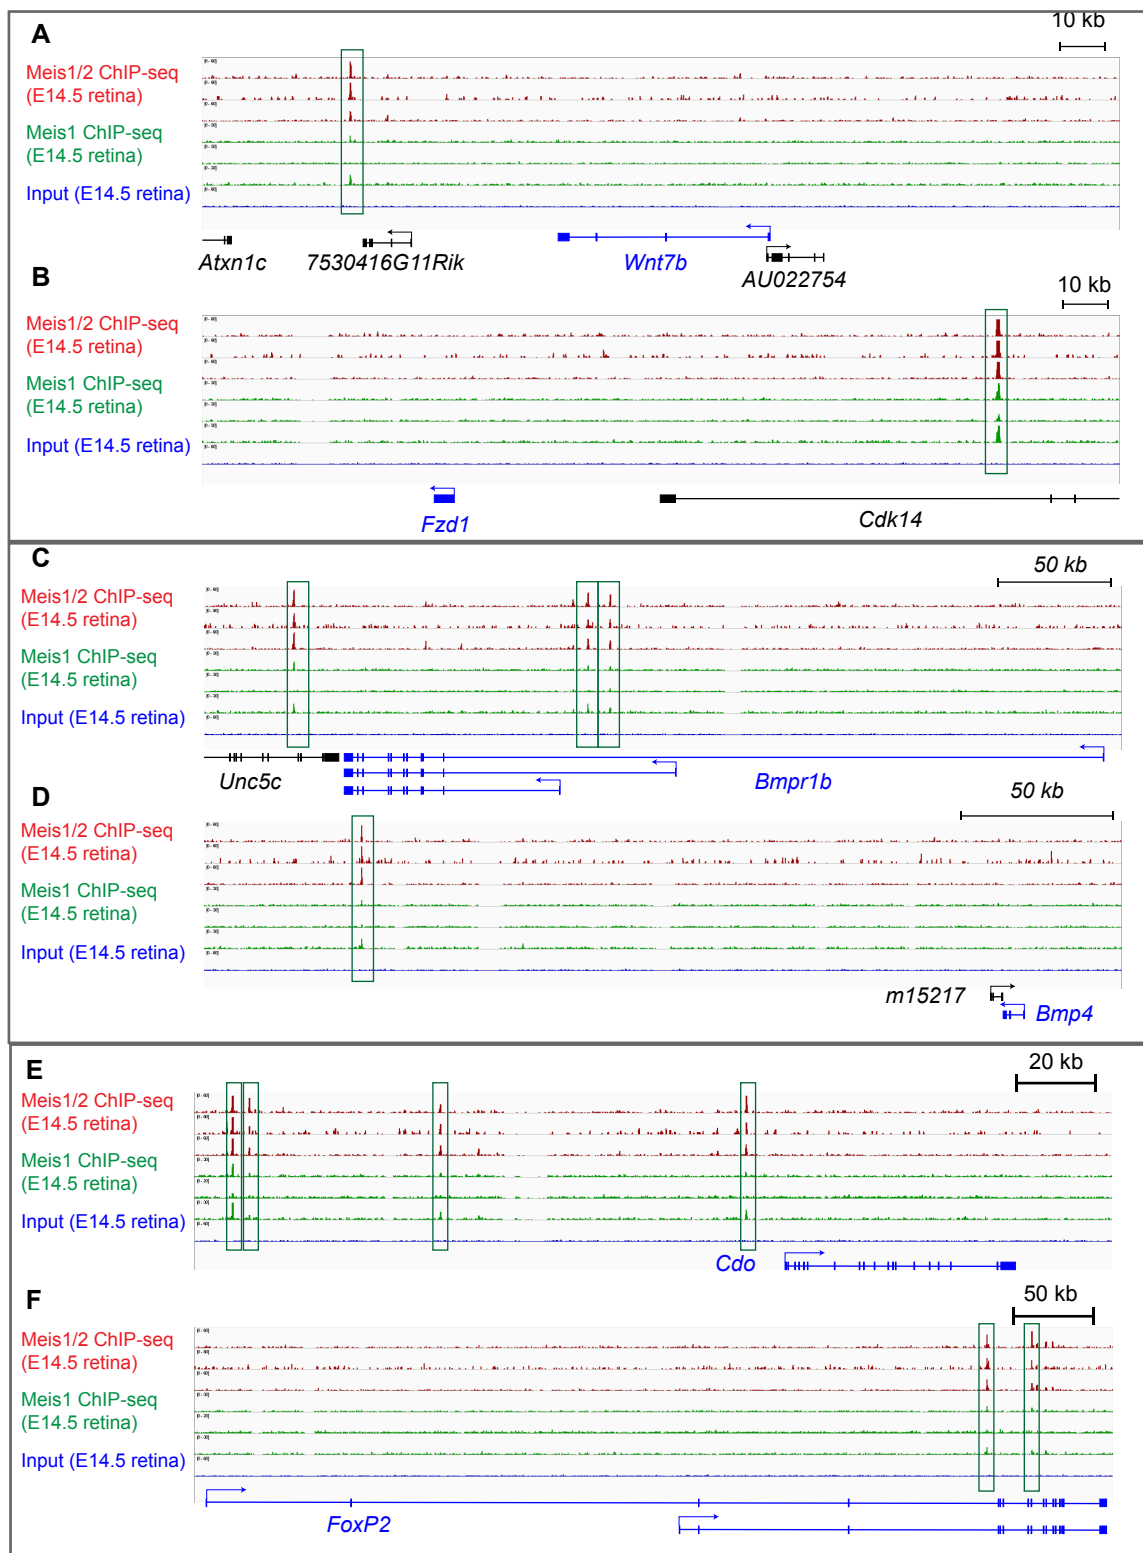 A
10 kb
Meis1/2 ChIP-seq
(E14.5 retina)
Meis1 ChIP-seq
(E14.5 retina)
Input (E14.5 retina)
Atxn1c
7530416G11Rik
Wnt7b
AU022754
B
10 kb
Meis1/2 ChIP-seq
(E14.5 retina)
Meis1 ChIP-seq
(E14.5 retina)
Input (E14.5 retina)
Fzd1
Cdk14
C
50 kb
Meis1/2 ChIP-seq
(E14.5 retina)
Meis1 ChIP-seq
(E14.5 retina)
Input (E14.5 retina)
Unc5c
Bmpr1b
D
50 kb
Meis1/2 ChIP-seq
(E14.5 retina)
Meis1 ChIP-seq
(E14.5 retina)
Input (E14.5 retina)
m15217
Bmp4
E
20 kb
Meis1/2 ChIP-seq
(E14.5 retina)
Meis1 ChIP-seq
(E14.5 retina)
Input (E14.5 retina)
Cdo
F
50 kb
Meis1/2 ChIP-seq
(E14.5 retina)
Meis1 ChIP-seq
(E14.5 retina)
Input (E14.5 retina)
FoxP2